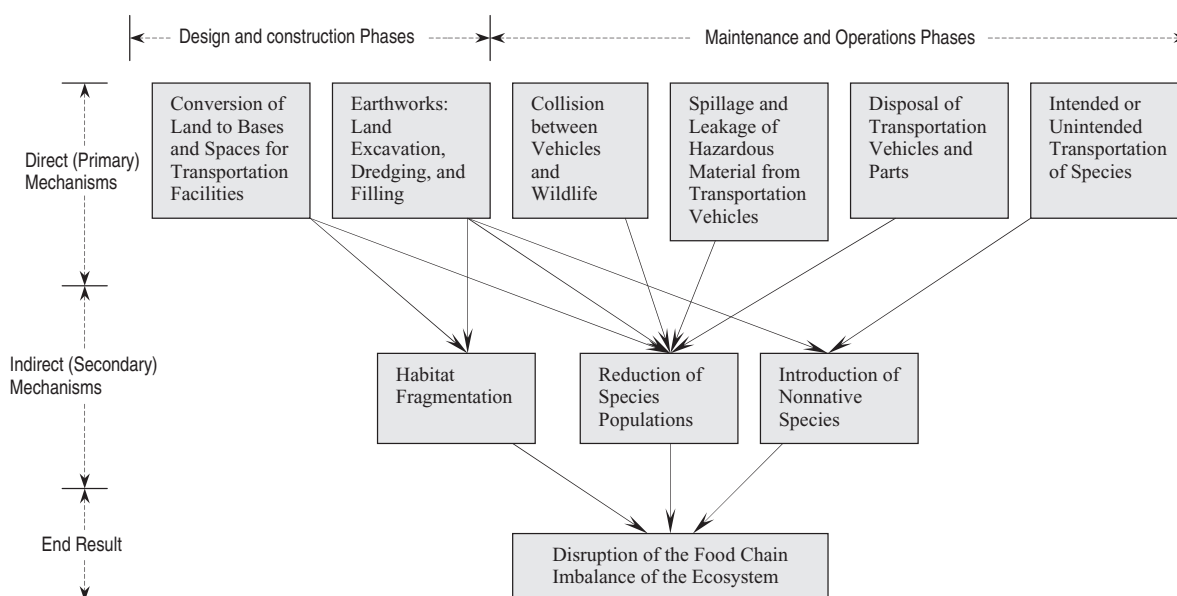 Design and construction Phases
Maintenance and Operations Phases
Direct (Primary)
Mechanisms
Conversion of
Land to Bases
and Spaces for
Transportation
Facilities
Earthworks:
Land
Excavation,
Dredging, and
Filling
Collision
between
Vehicles
and
Wildlife
Spillage and
Leakage of
Hazardous
Material from
Transportation
Vehicles
Disposal of
Transportation
Vehicles and
Parts
Intended or
Unintended
Transportation
of Species
Indirect (Secondary)
Mechanisms
Habitat
Fragmentation
Reduction of
Species
Populations
Introduction of
Nonnative
Species
End Result
Disruption of the Food Chain
Imbalance of the Ecosystem